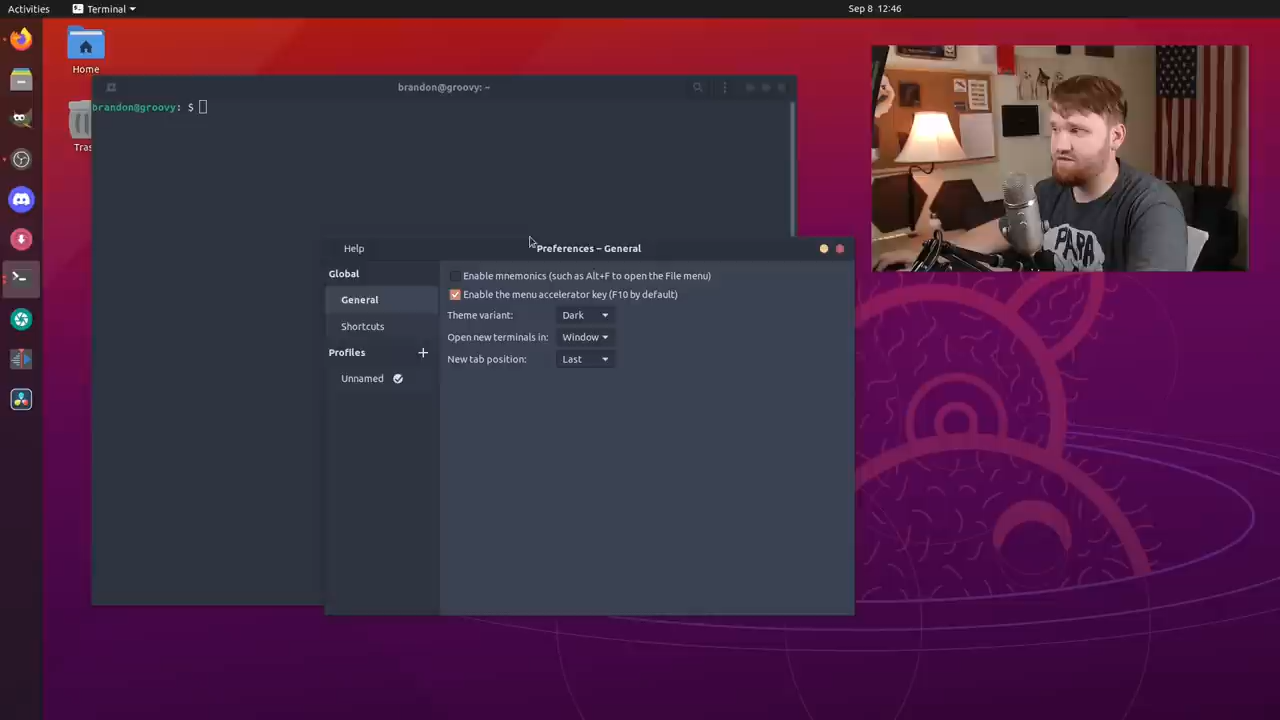 Activities
Terminal
Sep 8 12:46
Home
brandon@groovy: ~
brandon@groovy: $
Tras
Help
Preferences – General
Global
General
Shortcuts
Profiles
Unnamed
Enable mnemonics (such as Alt+F to open the File menu)
Enable the menu accelerator key (F10 by default)
Theme variant: Dark
Open new terminals in: Window
New tab position: Last
PAPA